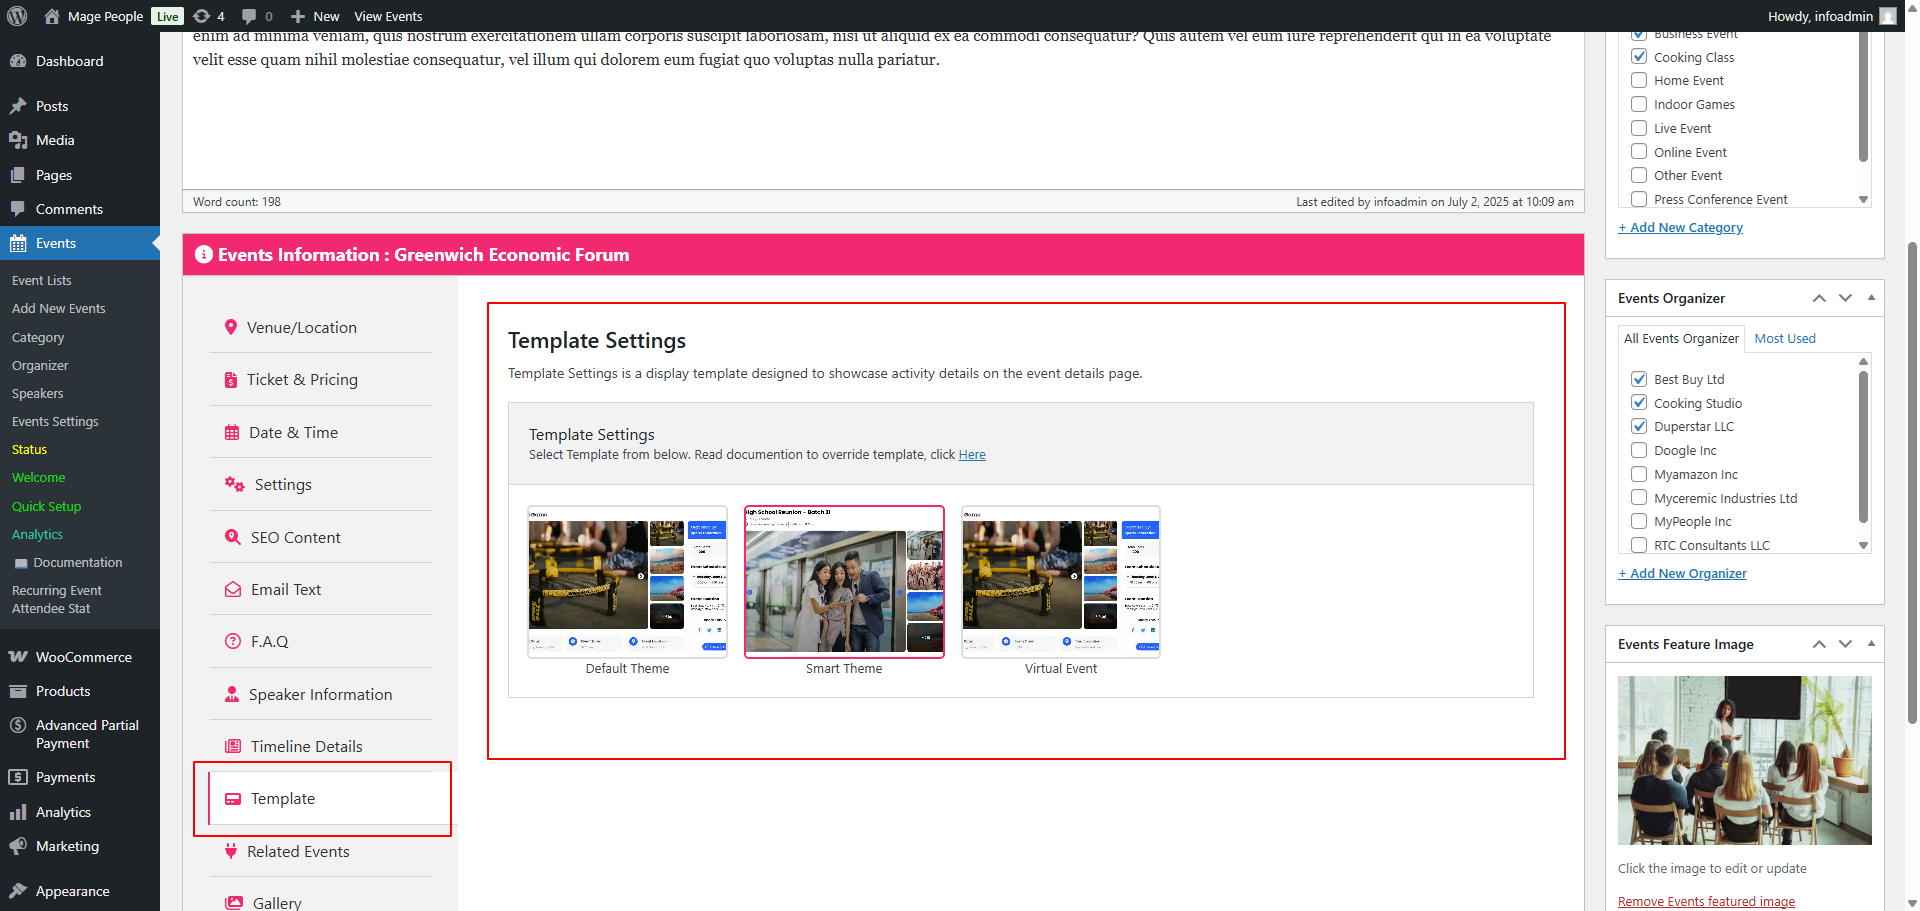 Mage People
Live
4
0
New
View Events
Howdy, infoadmin
Dashboard
Posts
Media
Pages
Comments
Events
Event Lists
Add New Events
Category
Organizer
Speakers
Events Settings
Status
Welcome
Quick Setup
Analytics
Documentation
Recurring Event
Attendee Stat
WooCommerce
Products
Advanced Partial
Payment
Payments
Analytics
Marketing
Appearance
enim ad minima veniam, quis nostrum exercitationem ullam corporis suscipit laboriosam, nisi ut aliquid ex ea commodi consequatur? Quis autem vel eum iure reprehenderit qui in ea voluptate
velit esse quam nihil molestiae consequatur, vel illum qui dolorem eum fugiat quo voluptas nulla pariatur.
Word count: 198
Last edited by infoadmin on July 2, 2025 at 10:09 am
Events Information : Greenwich Economic Forum
Venue/Location
Ticket & Pricing
Date & Time
Settings
SEO Content
Email Text
F.A.Q
Speaker Information
Timeline Details
Template
Related Events
Gallery
Template Settings
Template Settings is a display template designed to showcase activity details on the event details page.
Template Settings
Select Template from below. Read documention to override template, click Here
High School Reunion – Batch 31
Default Theme
Smart Theme
Virtual Event
Business Event
Cooking Class
Home Event
Indoor Games
Live Event
Online Event
Other Event
Press Conference Event
+ Add New Category
Events Organizer
All Events Organizer
Most Used
Best Buy Ltd
Cooking Studio
Duperstar LLC
Doogle Inc
Myamazon Inc
Myceremic Industries Ltd
MyPeople Inc
RTC Consultants LLC
+ Add New Organizer
Events Feature Image
Click the image to edit or update
Remove Events featured image